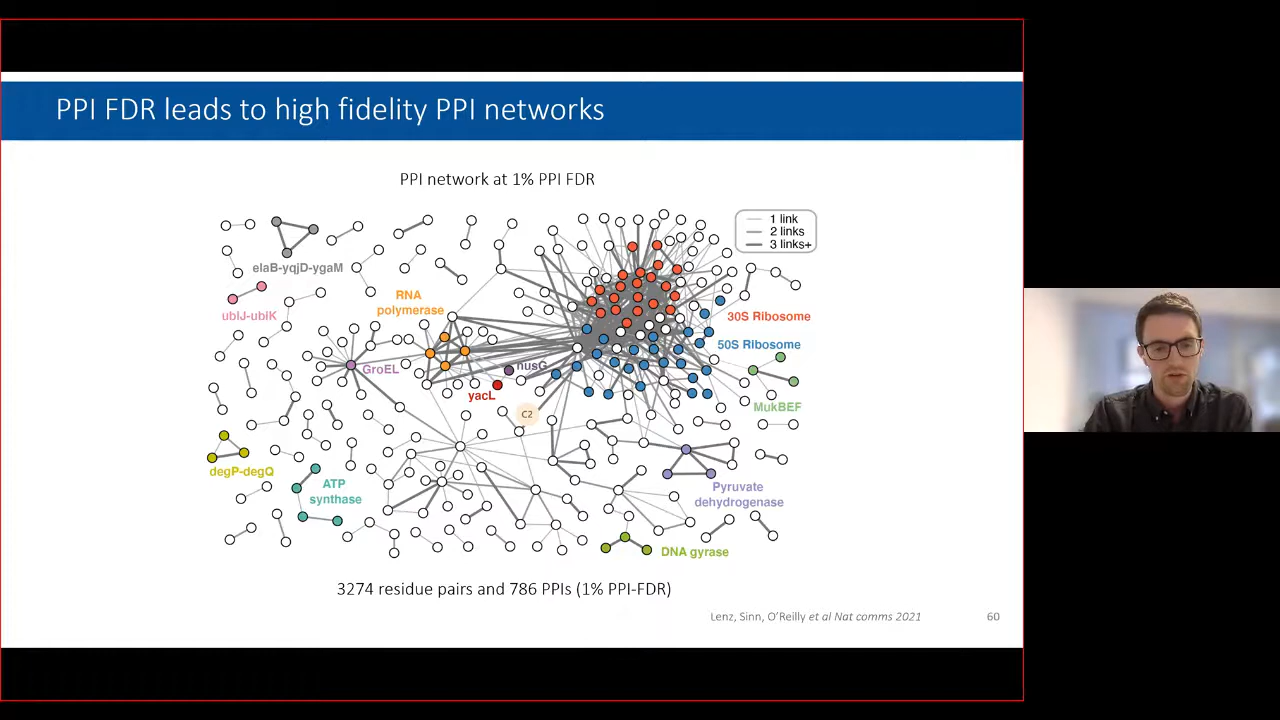 PPI FDR leads to high fidelity PPI networks
PPI network at 1% PPI FDR
1 link
2 links
3 links+
elaB-yqjD-ygaM
ubiJ-ubiK
RNA
polymerase
30S Ribosome
50S Ribosome
GroEL
nusG
yacL
MukBEF
C2
degP-degQ
ATP
synthase
Pyruvate
dehydrogenase
DNA gyrase
3274 residue pairs and 786 PPIs (1% PPI-FDR)
Lenz, Sinn, O’Reilly et al Nat comms 2021
60